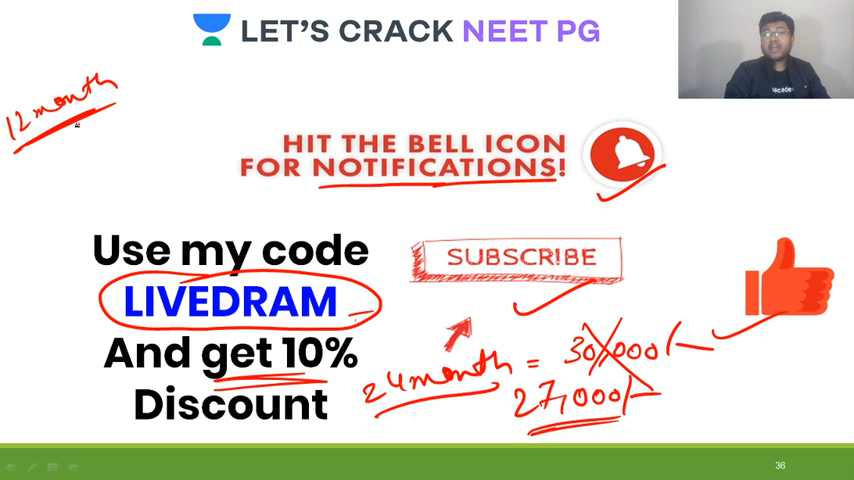 LET'S CRACK NEET PG
12 month
HIT THE BELL ICON
FOR NOTIFICATIONS!
Use my code
LIVEDRAM
And get 10%
Discount
SUBSCRIBE
24 month = 30,000/-
27,000/-
36